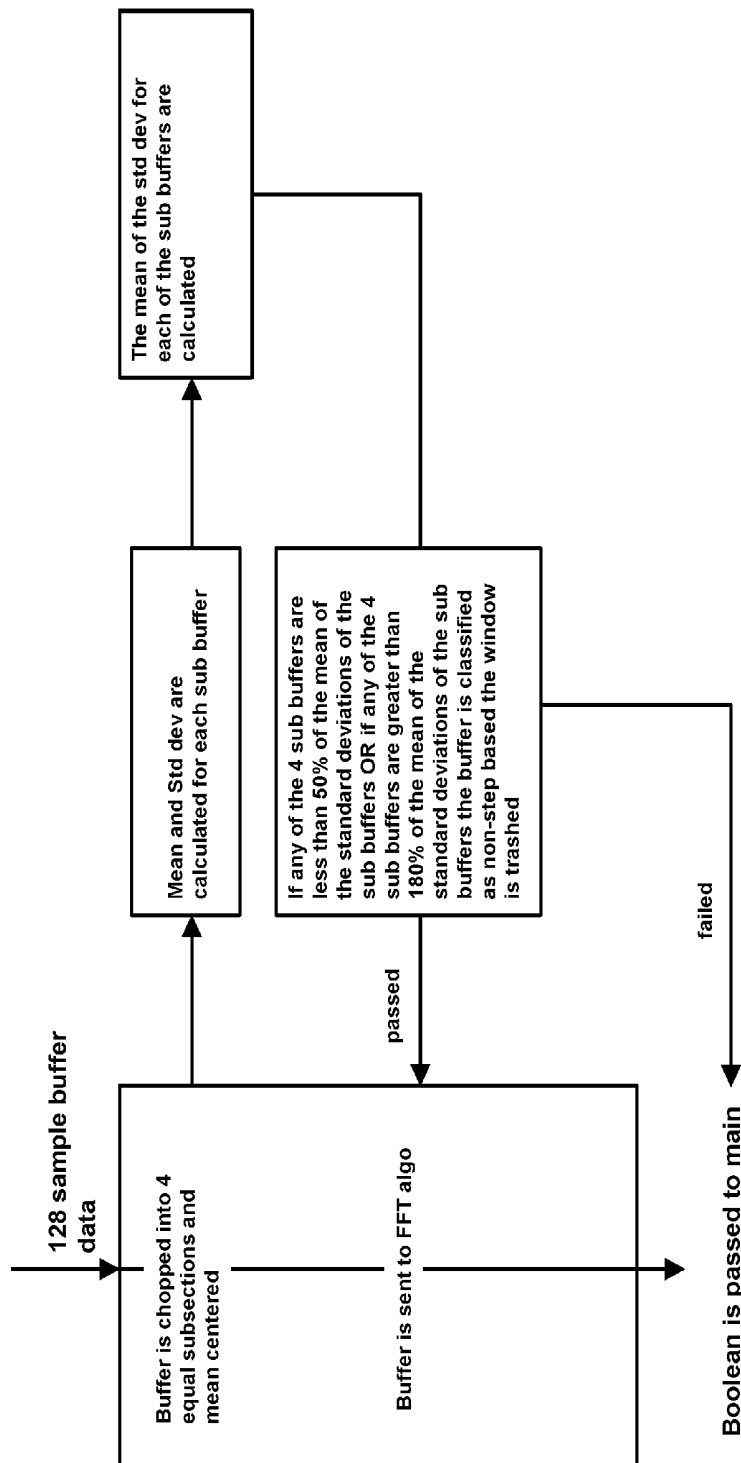 128 sample buffer
data
Buffer is chopped into 4
equal subsections and
mean centered
Buffer is sent to FFT algo
Mean and Std dev are
calculated for each sub buffer
The mean of the std dev for
each of the sub buffers are
calculated
If any of the 4 sub buffers are
less than 50% of the mean of
the standard deviations of the
sub buffers OR if any of the 4
sub buffers are greater than
180% of the mean of the
standard deviations of the sub
buffers the buffer is classified
as non-step based the window
is trashed
passed
failed
Boolean is passed to main